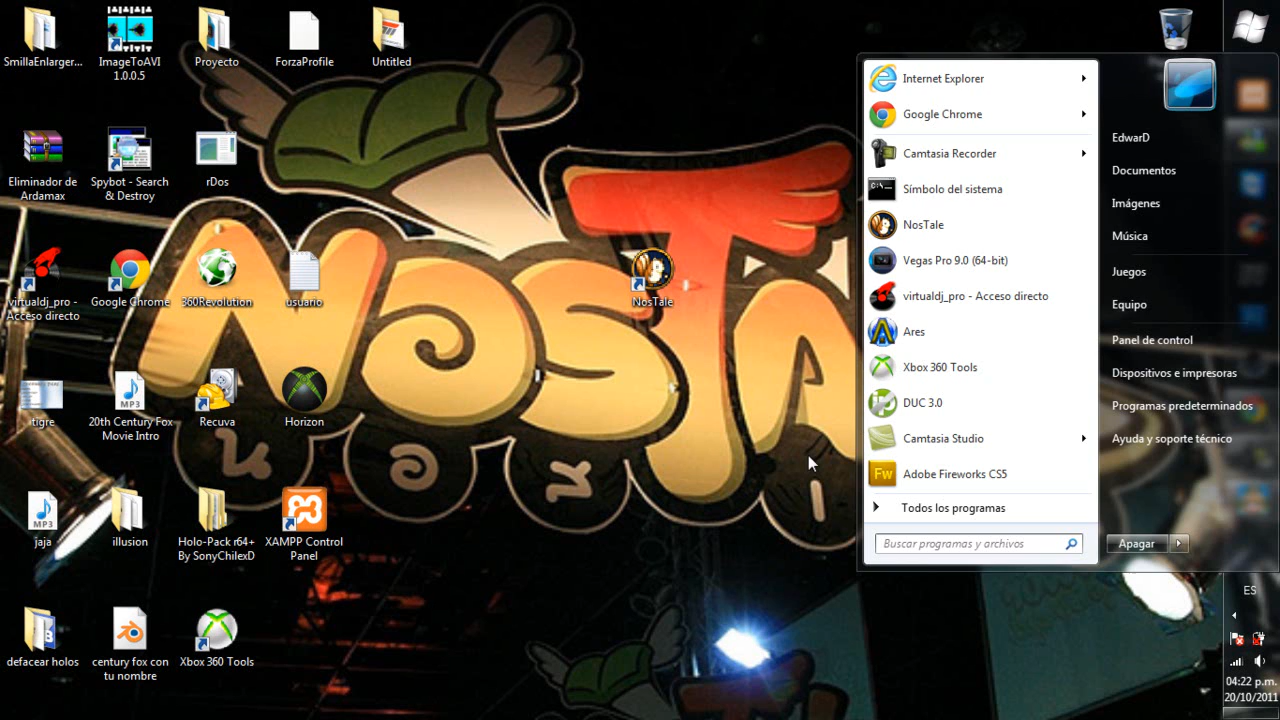 SmillaEnlarger...
ImageToAVI
1.0.0.5
Proyecto
ForzaProfile
Untitled
Eliminador de
Ardamax
Spybot - Search
& Destroy
rDos
virtualdj_pro -
Acceso directo
Google Chrome
360Revolution
usuario
NosTale
tigre
MP3
20th Century Fox
Movie Intro
Recuva
Horizon
MP3
jaja
illusion
Holo-Pack r64+
By SonyChilexD
XAMPP Control
Panel
defacear holos
century fox con
tu nombre
Xbox 360 Tools
NosTa
Internet Explorer
Google Chrome
Camtasia Recorder
C:\
Símbolo del sistema
NosTale
Vegas Pro 9.0 (64-bit)
virtualdj_pro - Acceso directo
Ares
Xbox 360 Tools
DUC 3.0
Camtasia Studio
Fw
Adobe Fireworks CS5
Todos los programas
Buscar programas y archivos
EdwarD
Documentos
Imágenes
Música
Juegos
Equipo
Panel de control
Dispositivos e impresoras
Programas predeterminados
Ayuda y soporte técnico
Apagar
ES
04:22 p.m.
20/10/2011